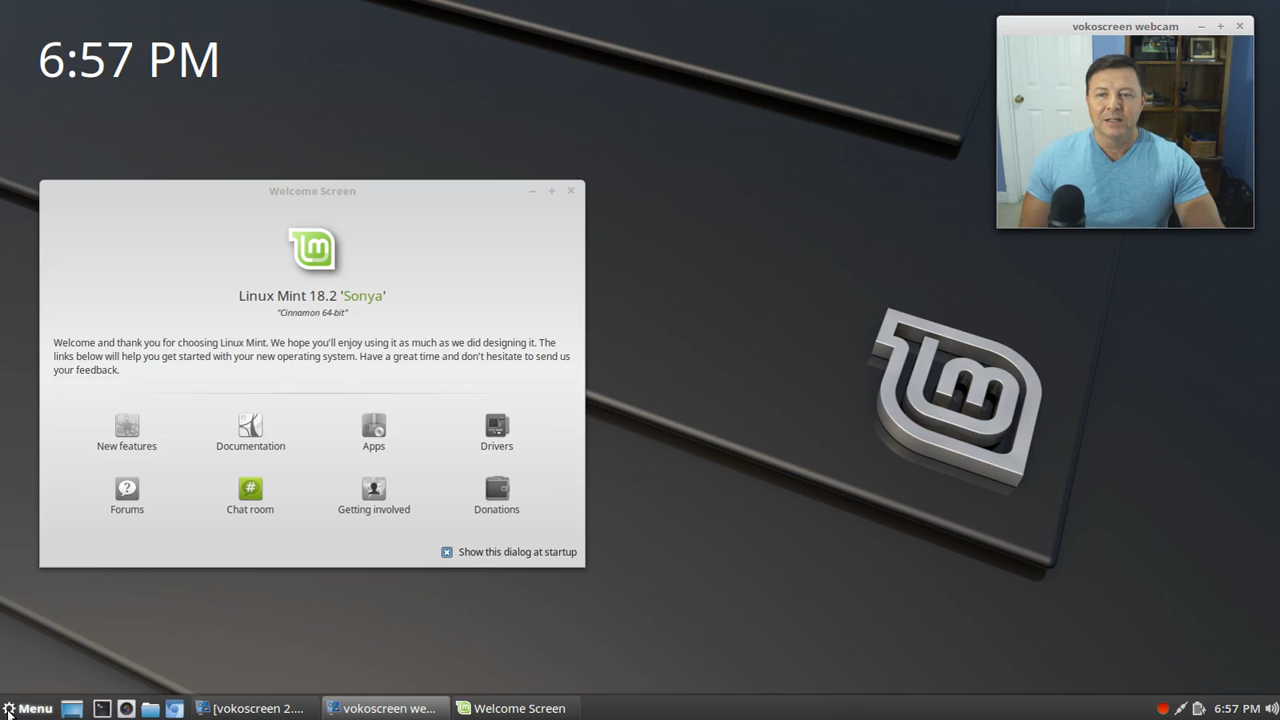 6:57 PM
vokoscreen webcam
Welcome Screen
Linux Mint 18.2 'Sonya'
"Cinnamon 64-bit"
Welcome and thank you for choosing Linux Mint. We hope you'll enjoy using it as much as we did designing it. The
links below will help you get started with your new operating system. Have a great time and don't hesitate to send us
your feedback.
New features
Documentation
Apps
Drivers
Forums
Chat room
Getting involved
Donations
Show this dialog at startup
Menu
[vokoscreen 2....
vokoscreen we...
Welcome Screen
6:57 PM